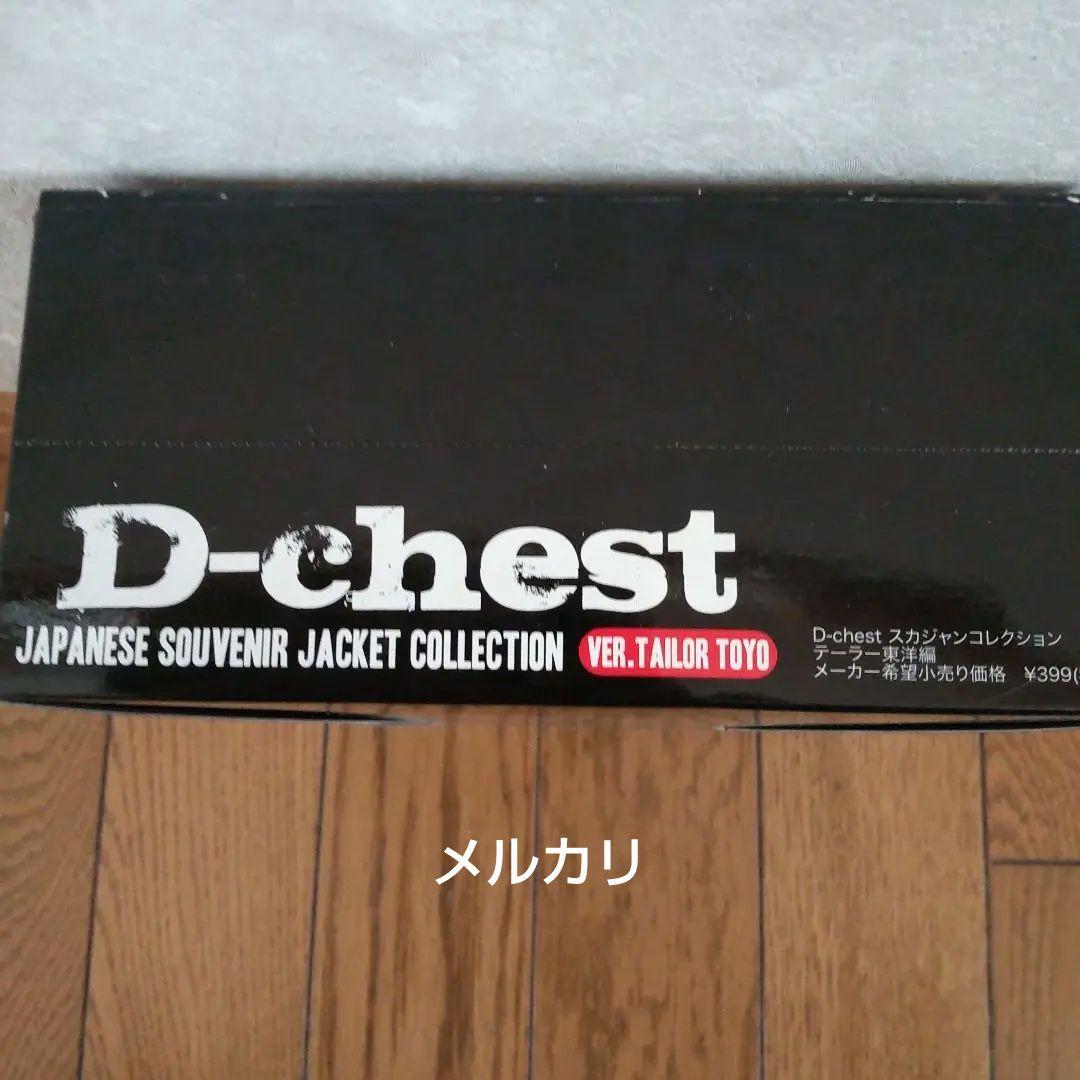 D-chest
JAPANESE SOUVENIR JACKET COLLECTION VER.TAILOR TOYO
D-chest スカジャンコレクション
テーラー東洋編
メーカー希望小売り価格 ¥399(
メルカリ